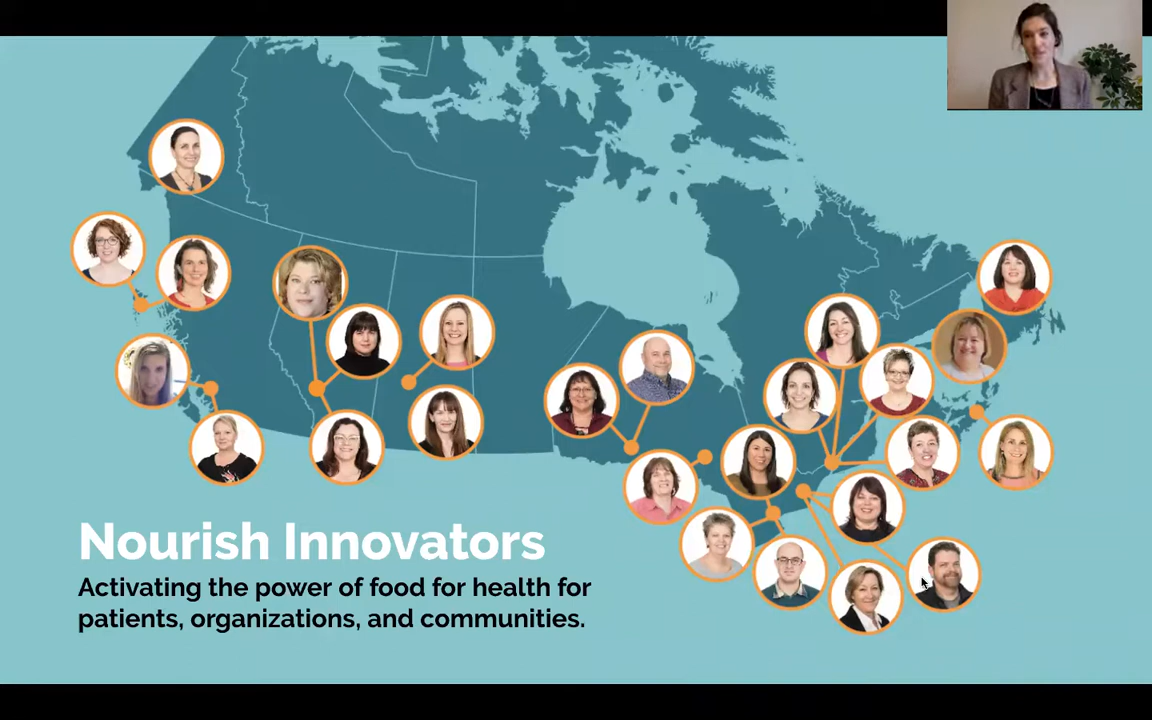 Nourish Innovators
Activating the power of food for health for
patients, organizations, and communities.